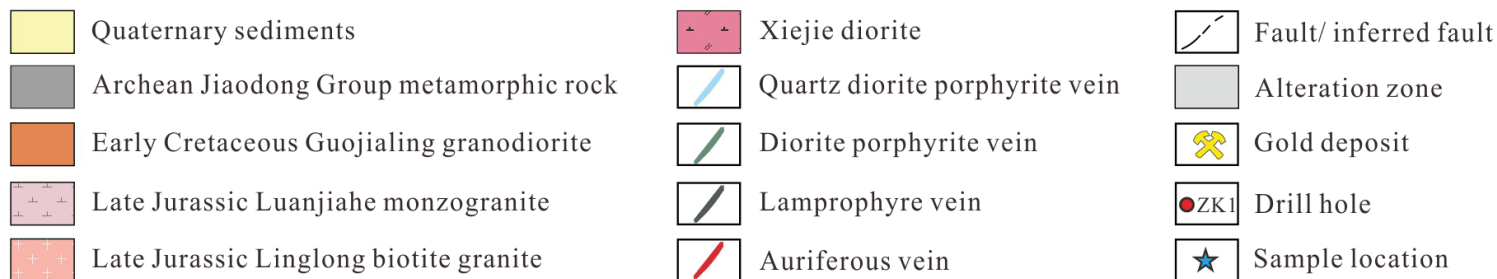 Quaternary sediments
Archean Jiaodong Group metamorphic rock
Early Cretaceous Guojialing granodiorite
Late Jurassic Luanjiahe monzogranite
Late Jurassic Linglong biotite granite
Xiejie diorite
Quartz diorite porphyrite vein
Diorite porphyrite vein
Lamprophyre vein
Auriferous vein
Fault/ inferred fault
Alteration zone
Gold deposit
ZK1 Drill hole
Sample location